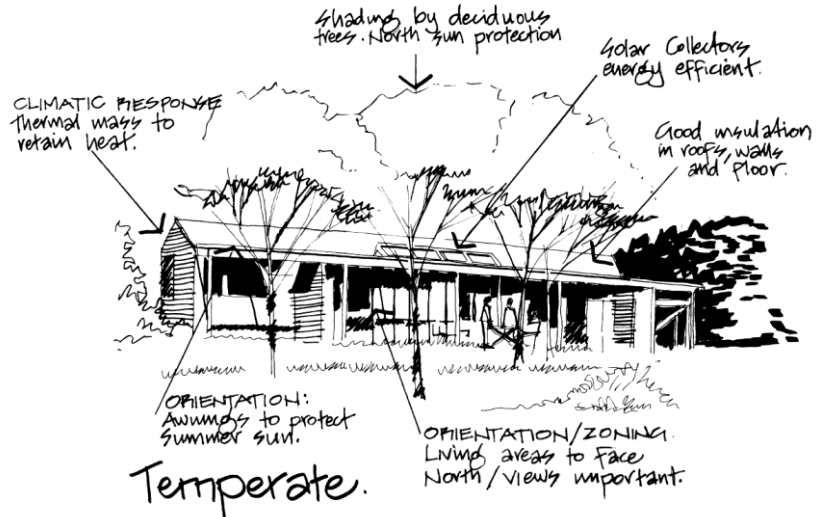 shading by deciduous
trees. North sun protection
Solar Collectors
energy efficient.
CLIMATIC RESPONSE
Thermal mass to
retain heat.
Good insulation
in roofs, walls
and floor.
ORIENTATION:
Awnings to protect
Summer sun.
ORIENTATION/ZONING.
Living areas to face
North/views important.
Temperate.